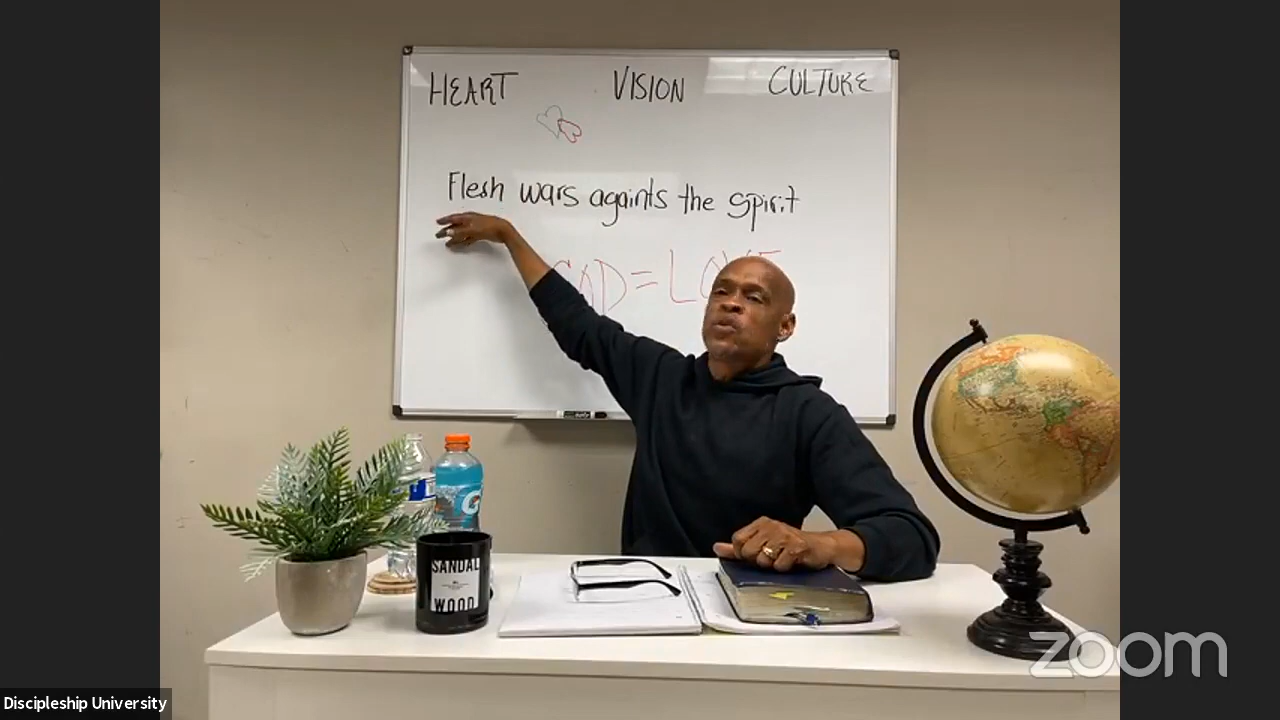 HEART VISION CULTURE
Flesh wars againts the spirit
GOD = LOVE
G
SANDAL
WOOD
zoom
Discipleship University